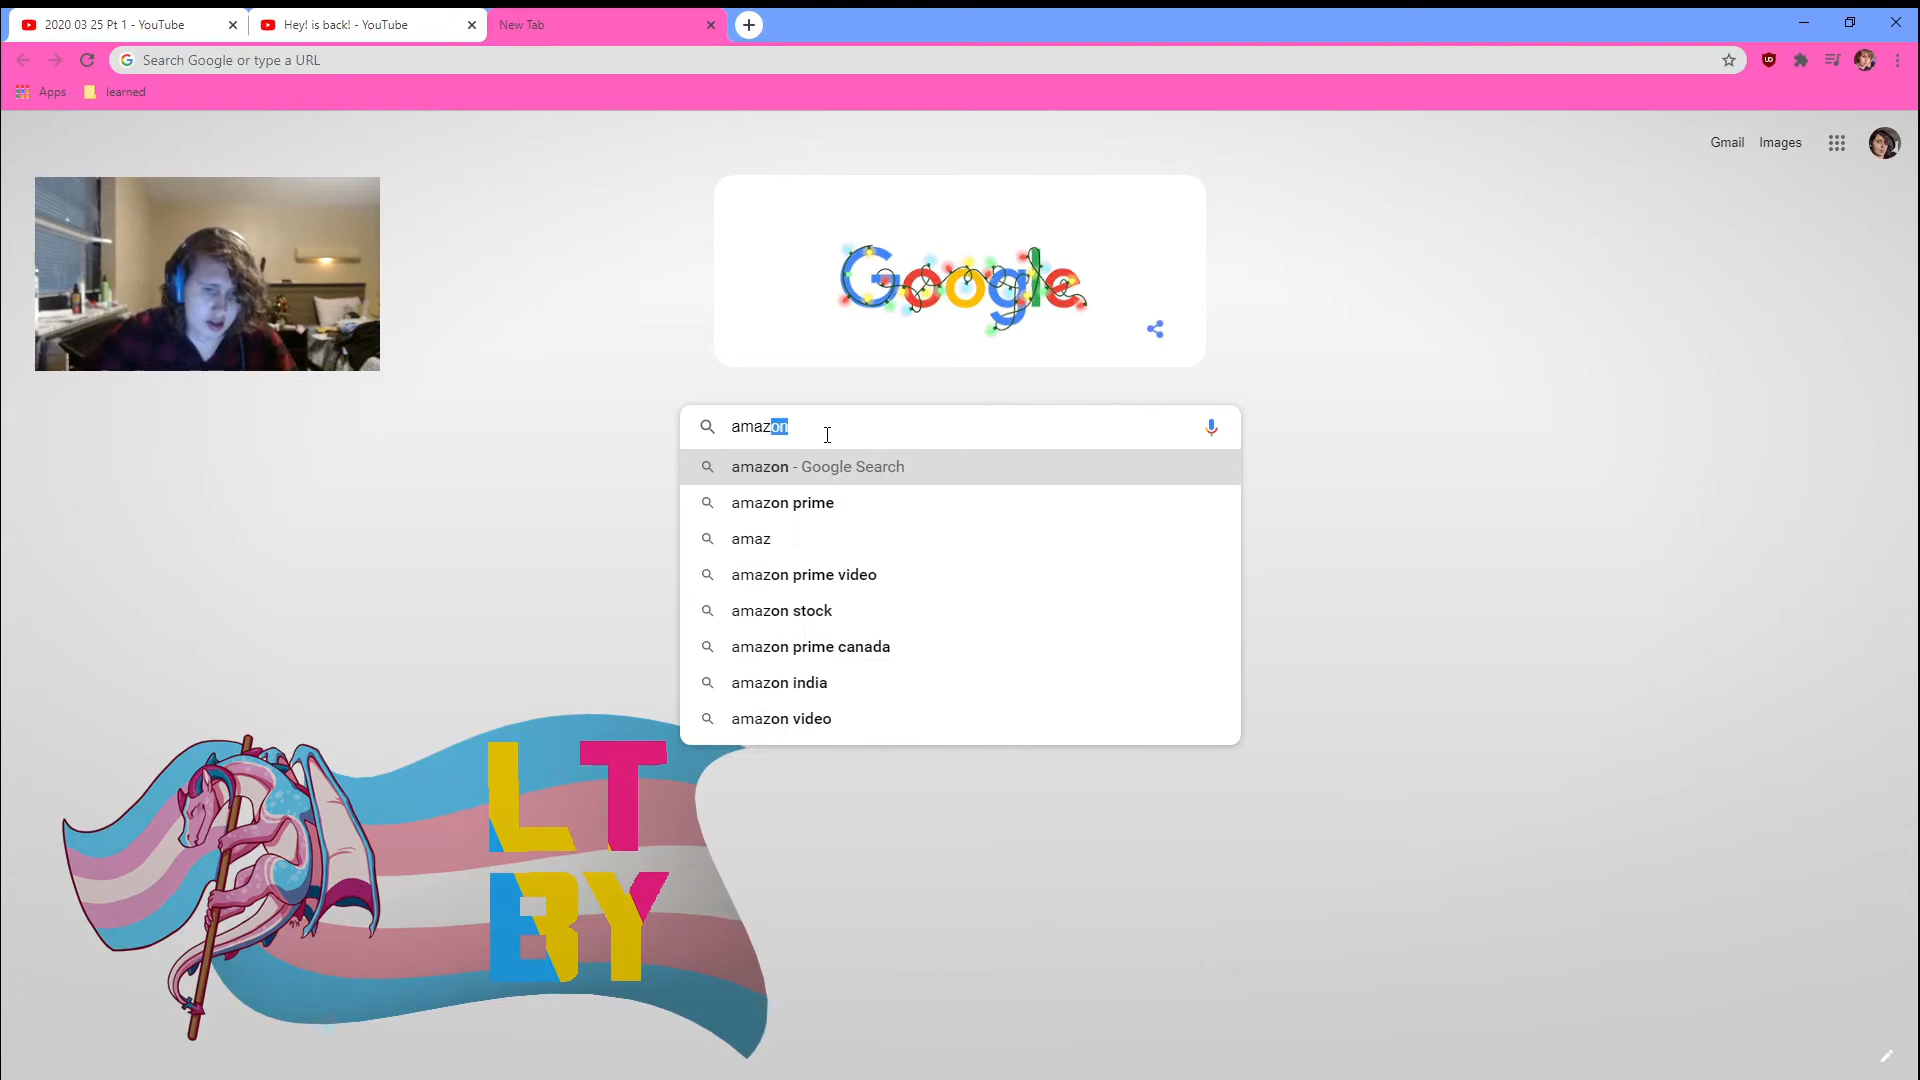 2020 03 25 Pt 1 - YouTube
Hey! is back! - YouTube
New Tab
Search Google or type a URL
Apps
learned
Gmail
Images
Google
amazon
amazon - Google Search
amazon prime
amaz
amazon prime video
amazon stock
amazon prime canada
amazon india
amazon video
LT
BY